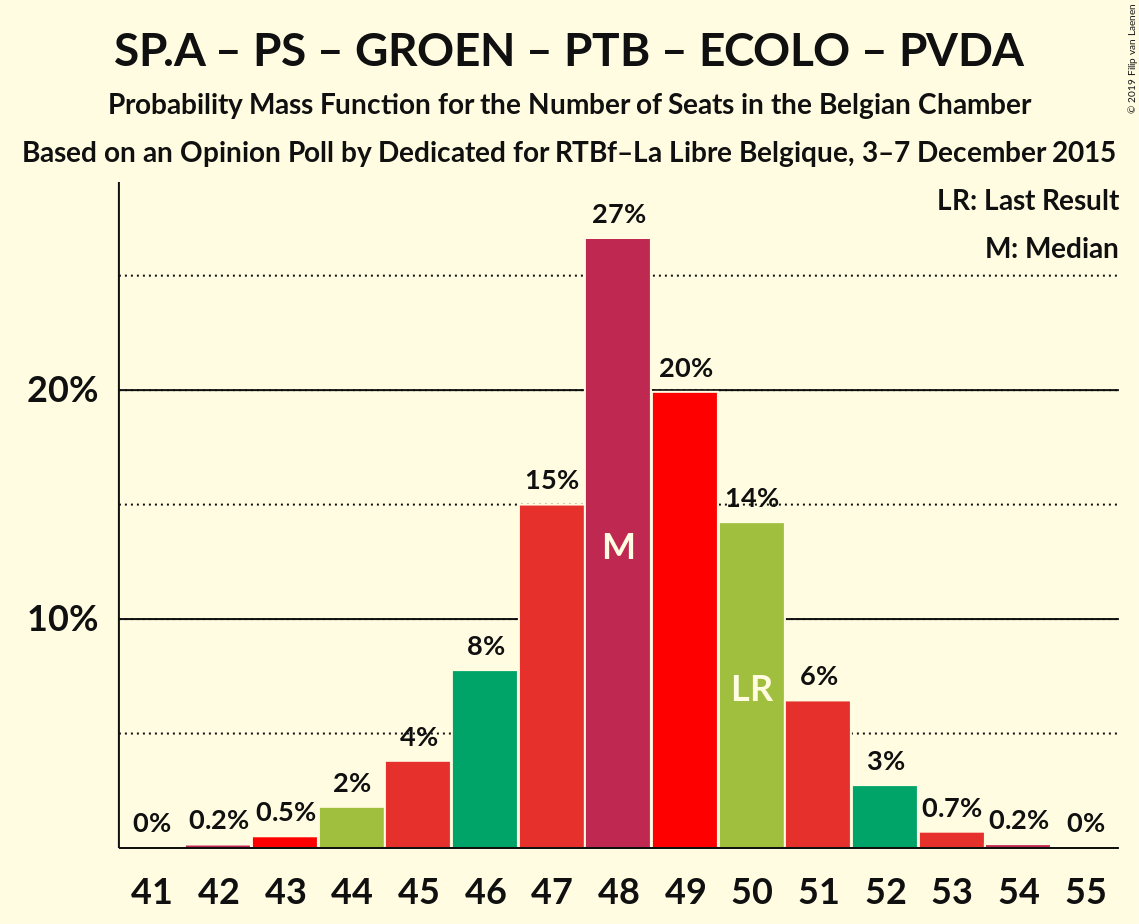 SP.A – PS – GROEN – PTB – ECOLO – PVDA
Probability Mass Function for the Number of Seats in the Belgian Chamber
Based on an Opinion Poll by Dedicated for RTBf–La Libre Belgique, 3–7 December 2015
© 2019 Filip van Laenen
LR: Last Result
M: Median
27%
20%
20%
15%
14%
M
10%
8%
LR
6%
4%
3%
2%
0%
0.2%
0.5%
0.7%
0.2%
0%
41 42 43 44 45 46 47 48 49 50 51 52 53 54 55